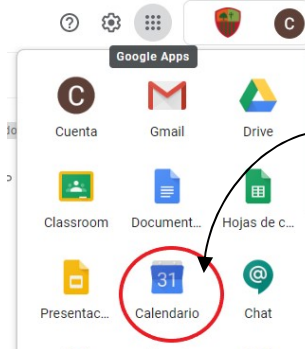 C
Google Apps
C
Cuenta
Gmail
Drive
Classroom
Document...
Hojas de c...
31
Presentac...
Calendario
Chat